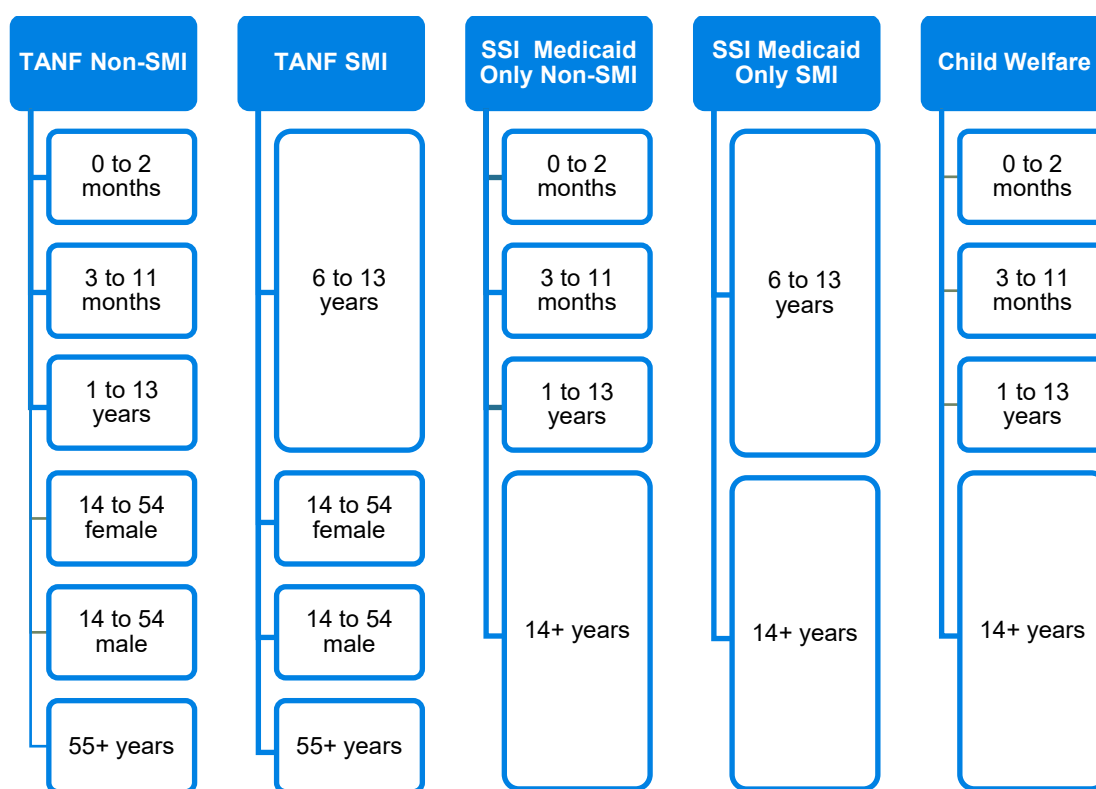 TANF Non-SMI
0 to 2
months
3 to 11
months
1 to 13
years
14 to 54
female
14 to 54
male
55+ years
TANF SMI
6 to 13
years
14 to 54
female
14 to 54
male
55+ years
SSI Medicaid
Only Non-SMI
0 to 2
months
3 to 11
months
1 to 13
years
14+ years
SSI Medicaid
Only SMI
6 to 13
years
14+ years
Child Welfare
0 to 2
months
3 to 11
months
1 to 13
years
14+ years